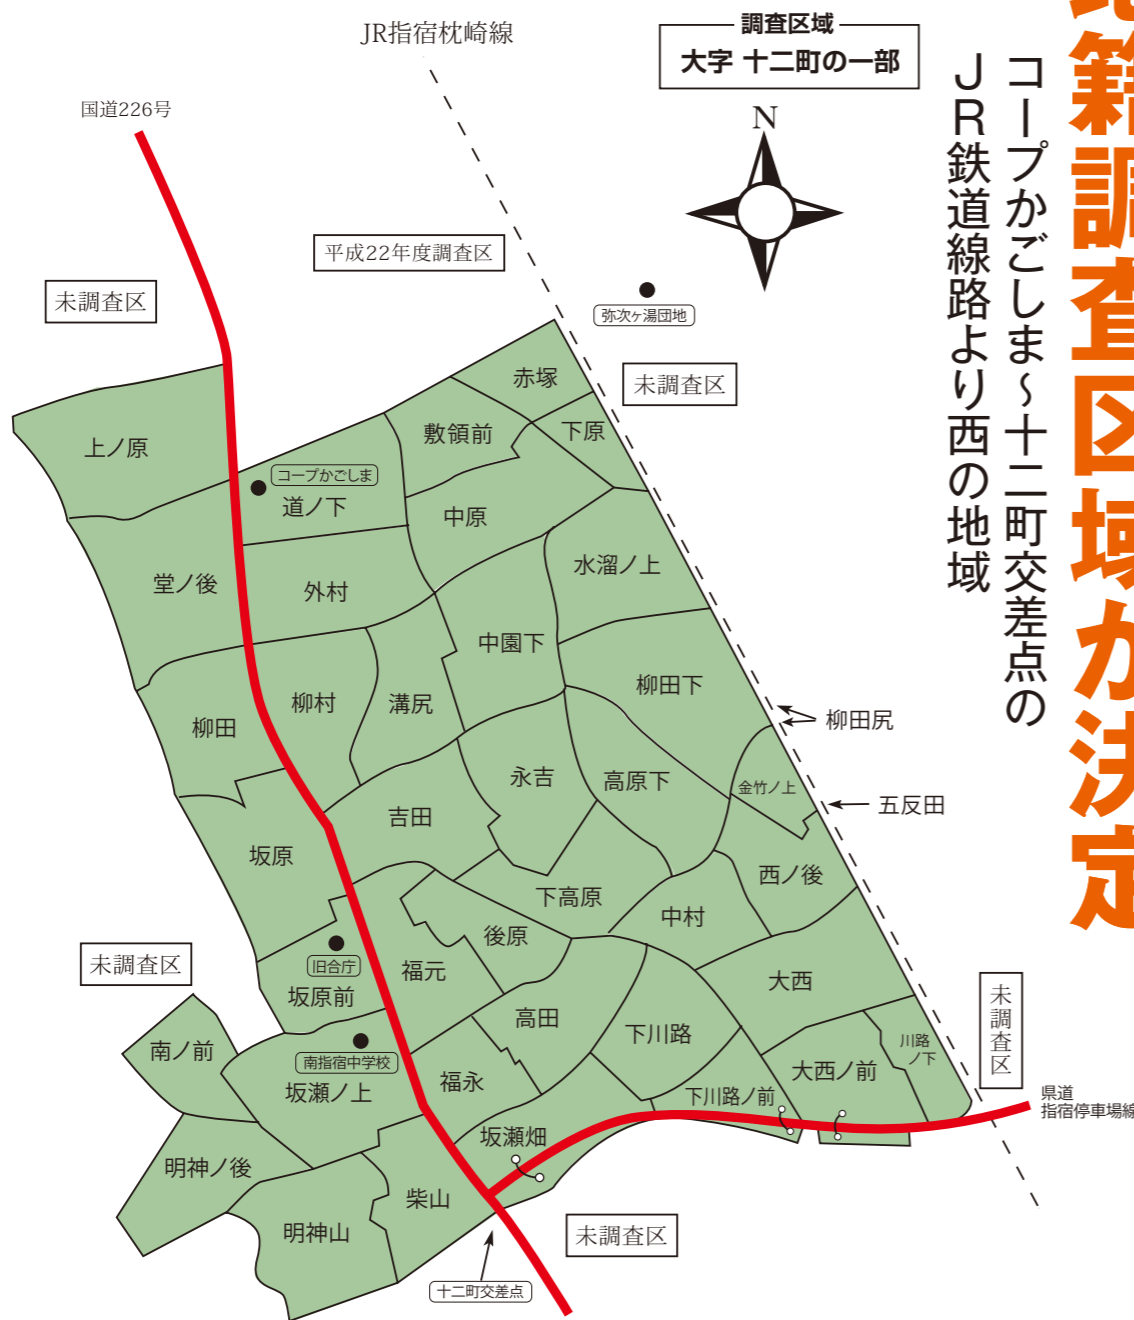 地籍調査区域が決定
コープかごしま～十二町交差点の
JR鉄道線路より西の地域
調査区域
大字 十二町の一部
JR指宿枕崎線
国道226号
N
平成22年度調査区
未調査区
弥次ヶ湯団地
未調査区
赤塚
下原
敷領前
上ノ原
コープかごしま
道ノ下
中原
水溜ノ上
堂ノ後
外村
中園下
柳田下
柳田
柳村
溝尻
柳田尻
永吉
高原下
金竹ノ上
五反田
吉田
坂原
下高原
西ノ後
中村
未調査区
旧合庁
坂原前
福元
後原
大西
高田
下川路
未調査区
南ノ前
南指宿中学校
坂瀬ノ上
福永
大西ノ前
川路
ノ下
下川路ノ前
県道
指宿停車場線
坂瀬畑
明神ノ後
柴山
明神山
未調査区
十二町交差点